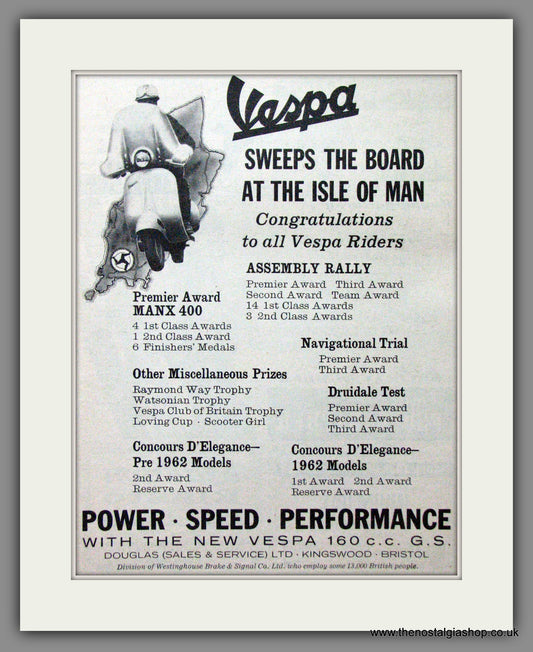 Vespa
SWEEPS THE BOARD
AT THE ISLE OF MAN
Congratulations
to all Vespa Riders
ASSEMBLY RALLY
Premier Award Third Award
Second Award Team Award
14 1st Class Awards
3 2nd Class Awards
Premier Award
MANX 400
4 1st Class Awards
1 2nd Class Award
6 Finishers' Medals
Navigational Trial
Premier Award
Third Award
Other Miscellaneous Prizes
Raymond Way Trophy
Watsonian Trophy
Vespa Club of Britain Trophy
Loving Cup · Scooter Girl
Druidale Test
Premier Award
Second Award
Third Award
Concours D'Elegance—
Pre 1962 Models
2nd Award
Reserve Award
Concours D'Elegance—
1962 Models
1st Award 2nd Award
Reserve Award
POWER · SPEED · PERFORMANCE
WITH THE NEW VESPA 160 c.c. G.S.
DOUGLAS (SALES & SERVICE) LTD · KINGSWOOD · BRISTOL
Division of Westinghouse Brake & Signal Co. Ltd. who employ some 13,000 British people.
www.thenostalgiashop.co.uk